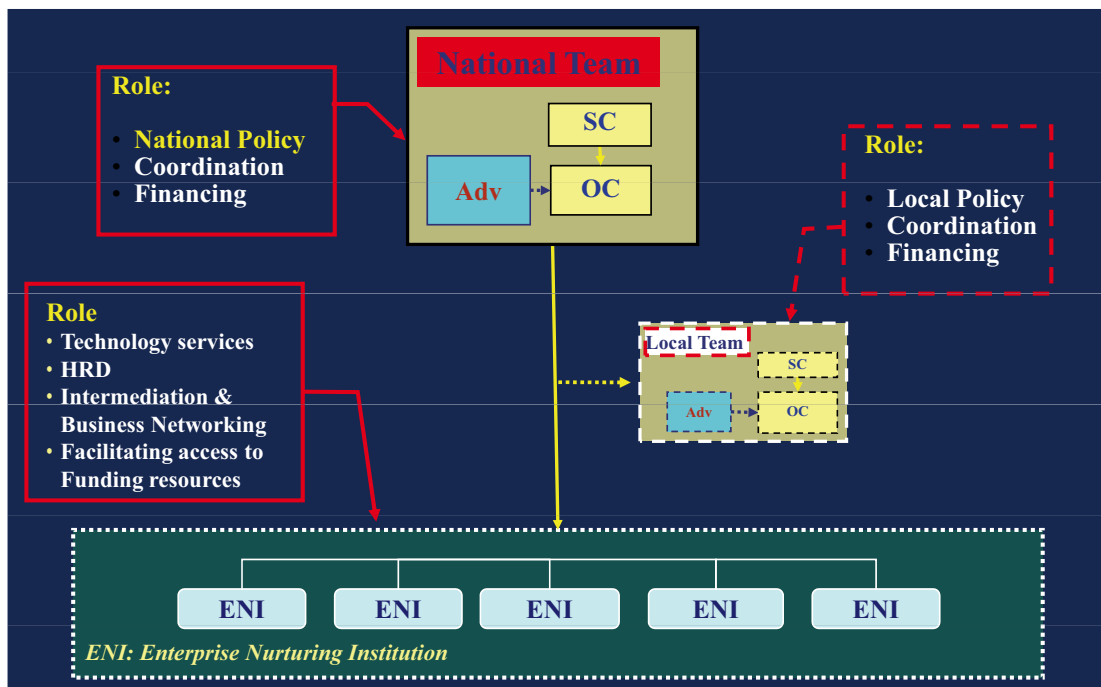 National Team
SC
Adv
OC
Role:
• National Policy
• Coordination
• Financing
Role:
• Local Policy
• Coordination
• Financing
Role
• Technology services
• HRD
• Intermediation &
Business Networking
• Facilitating access to
Funding resources
Local Team
SC
Adv
OC
ENI
ENI
ENI
ENI
ENI
ENI: Enterprise Nurturing Institution